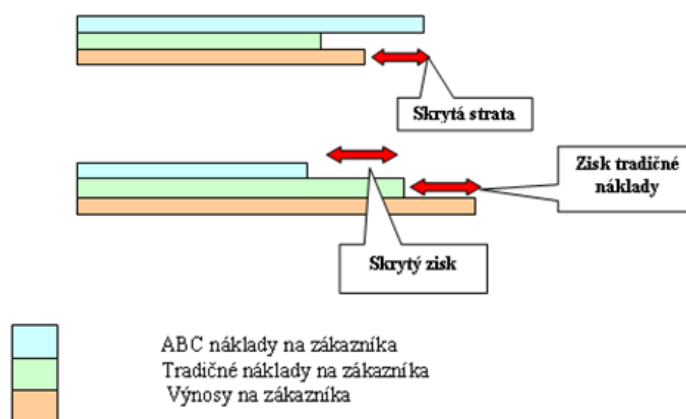 Skrytá strata
Zisk tradičné
náklady
Skrytý zisk
ABC náklady na zákazníka
Tradičné náklady na zákazníka
Výnosy na zákazníka